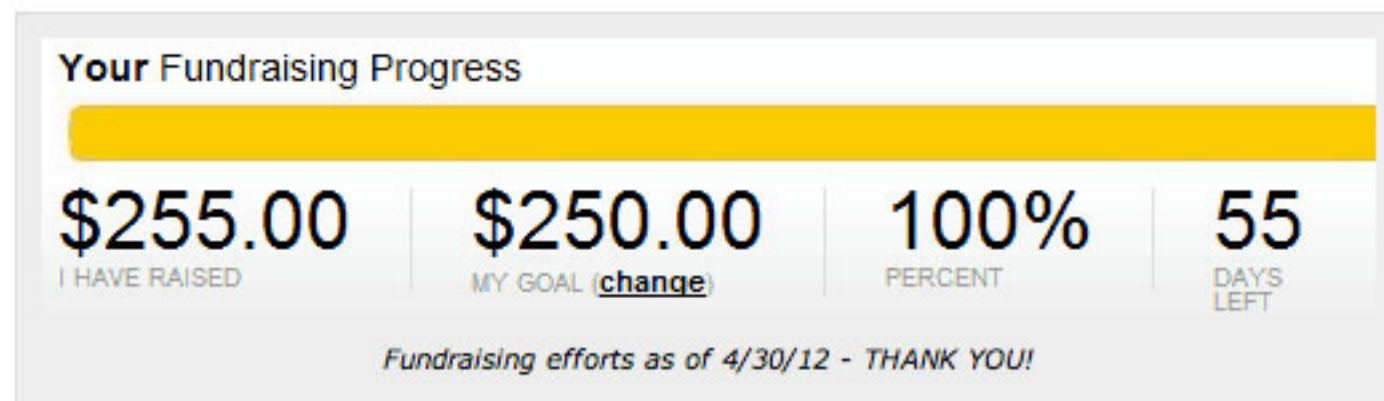 Your Fundraising Progress
$255.00 $250.00 100% 55
I HAVE RAISED MY GOAL (change) PERCENT DAYS
LEFT
Fundraising efforts as of 4/30/12 - THANK YOU!